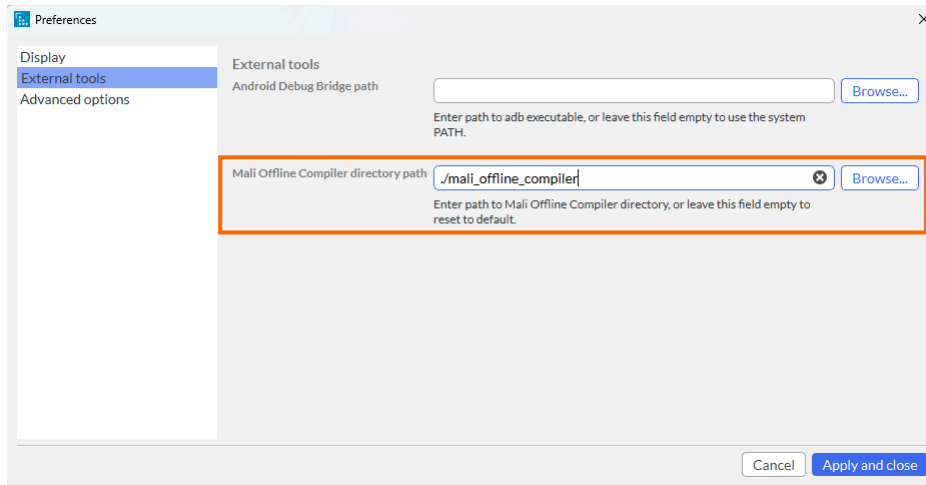 Preferences
Display
External tools
Advanced options
External tools
Android Debug Bridge path
Browse...
Enter path to adb executable, or leave this field empty to use the system
PATH.
Mali Offline Compiler directory path
./mali_offline_compiler
Browse...
Enter path to Mali Offline Compiler directory, or leave this field empty to
reset to default.
Cancel
Apply and close